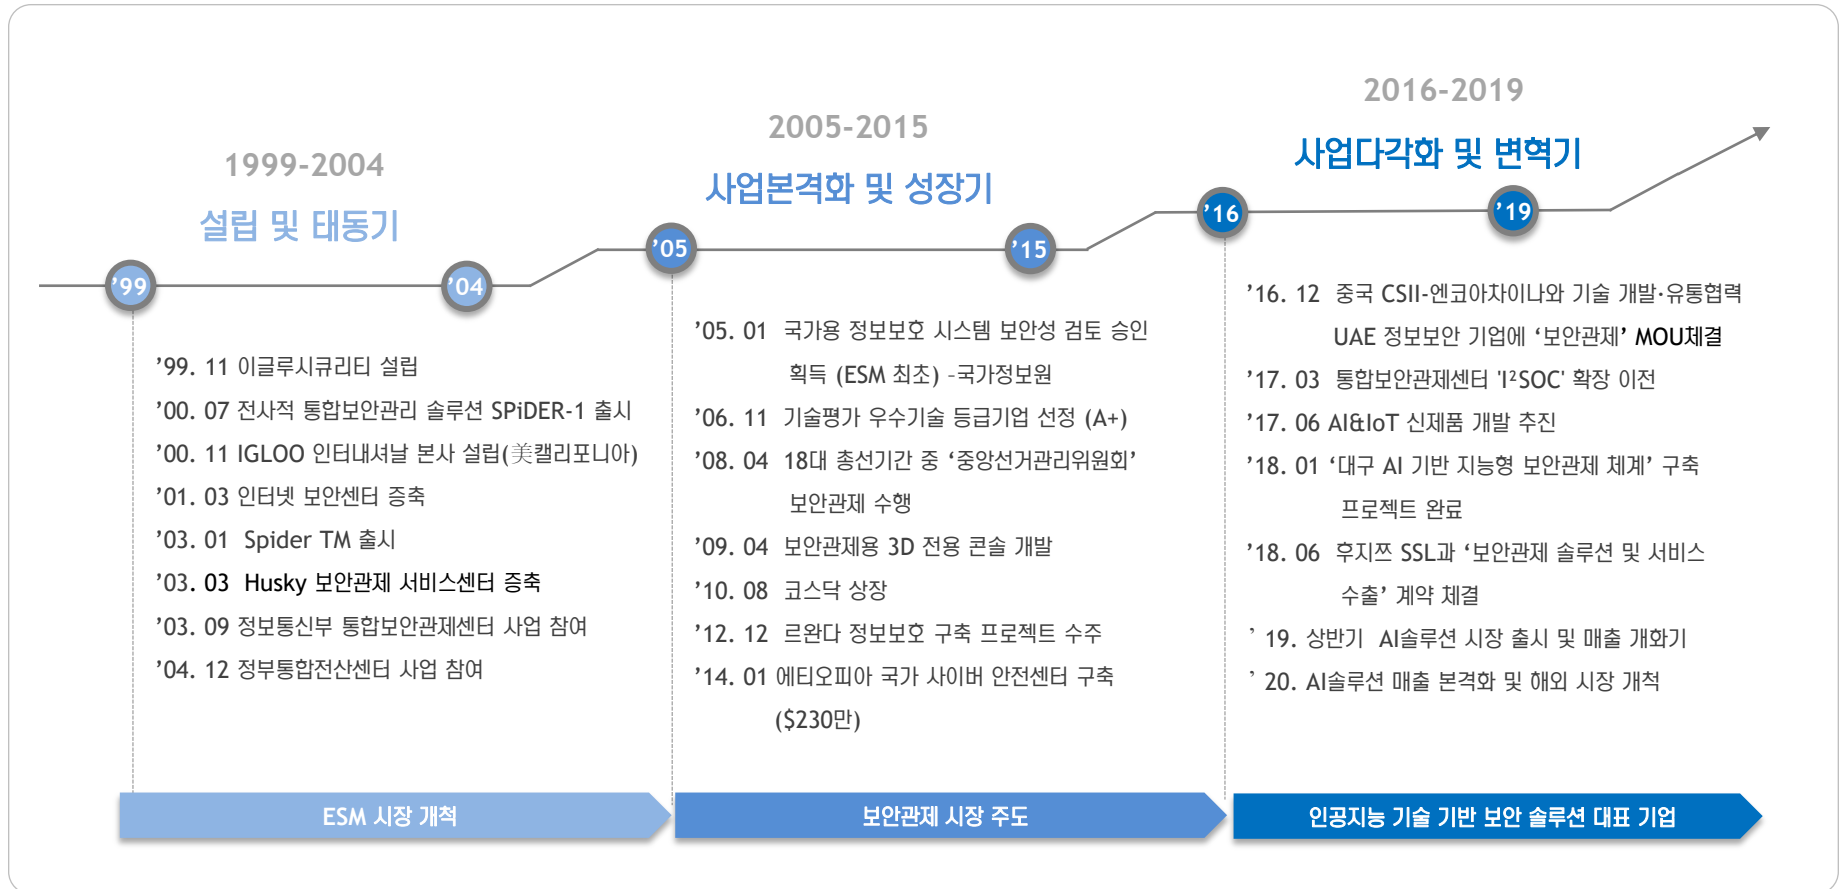 1999-2004
설립 및 태동기
’99
’04
’99. 11 이글루시큐리티 설립
’00. 07 전사적 통합보안관리 솔루션 SPiDER-1 출시
’00. 11 IGLOO 인터내셔날 본사 설립(美캘리포니아)
’01. 03 인터넷 보안센터 증축
’03. 01 Spider TM 출시
’03. 03 Husky 보안관제 서비스센터 증축
’03. 09 정보통신부 통합보안관제센터 사업 참여
’04. 12 정부통합전산센터 사업 참여
ESM 시장 개척
2005-2015
사업본격화 및 성장기
’05
’15
’05. 01 국가용 정보보호 시스템 보안성 검토 승인
획득 (ESM 최초) -국가정보원
’06. 11 기술평가 우수기술 등급기업 선정 (A+)
’08. 04 18대 총선기간 중 ‘중앙선거관리위원회’
보안관제 수행
’09. 04 보안관제용 3D 전용 콘솔 개발
’10. 08 코스닥 상장
’12. 12 르완다 정보보호 구축 프로젝트 수주
’14. 01 에티오피아 국가 사이버 안전센터 구축
($230만)
보안관제 시장 주도
2016-2019
사업다각화 및 변혁기
’16
’19
’16. 12 중국 CSII-엔코아차이나와 기술 개발·유통협력
UAE 정보보안 기업에 ‘보안관제’ MOU체결
’17. 03 통합보안관제센터 'I²SOC' 확장 이전
’17. 06 AI&IoT 신제품 개발 추진
’18. 01 ‘대구 AI 기반 지능형 보안관제 체계’ 구축
프로젝트 완료
’18. 06 후지쯔 SSL과 ‘보안관제 솔루션 및 서비스
수출’ 계약 체결
’ 19. 상반기 AI솔루션 시장 출시 및 매출 개화기
’ 20. AI솔루션 매출 본격화 및 해외 시장 개척
인공지능 기술 기반 보안 솔루션 대표 기업